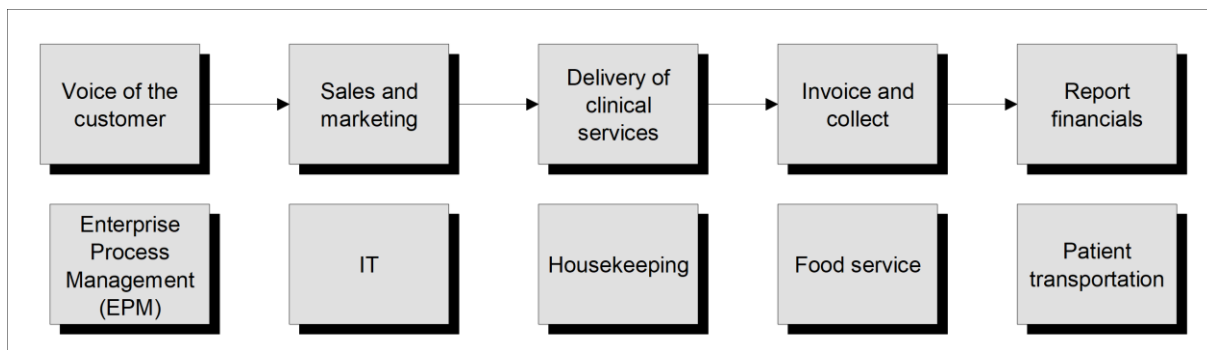 Voice of the
customer
Sales and
marketing
Delivery of
clinical
services
Invoice and
collect
Report
financials
Enterprise
Process
Management
(EPM)
IT
Housekeeping
Food service
Patient
transportation